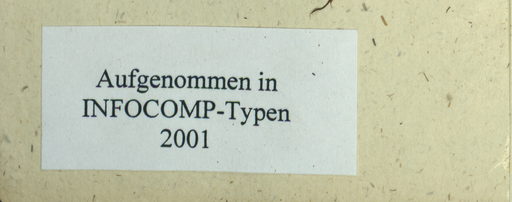 Aufgenommen in
INFOCOMP-Typen
2001